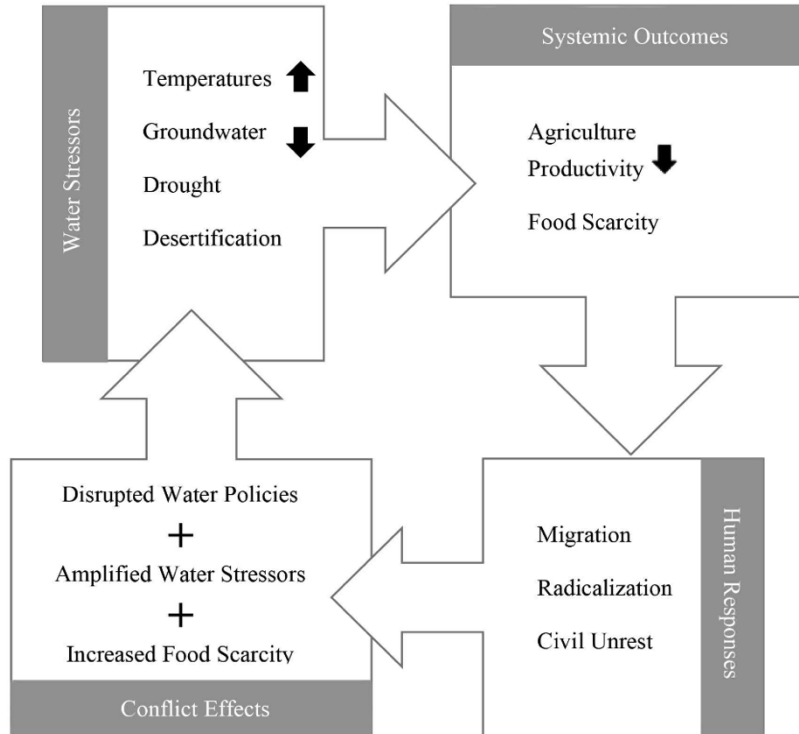 Water Stressors
Temperatures
Groundwater
Drought
Desertification
Systemic Outcomes
Agriculture
Productivity
Food Scarcity
Human Responses
Migration
Radicalization
Civil Unrest
Disrupted Water Policies
+
Amplified Water Stressors
+
Increased Food Scarcity
Conflict Effects